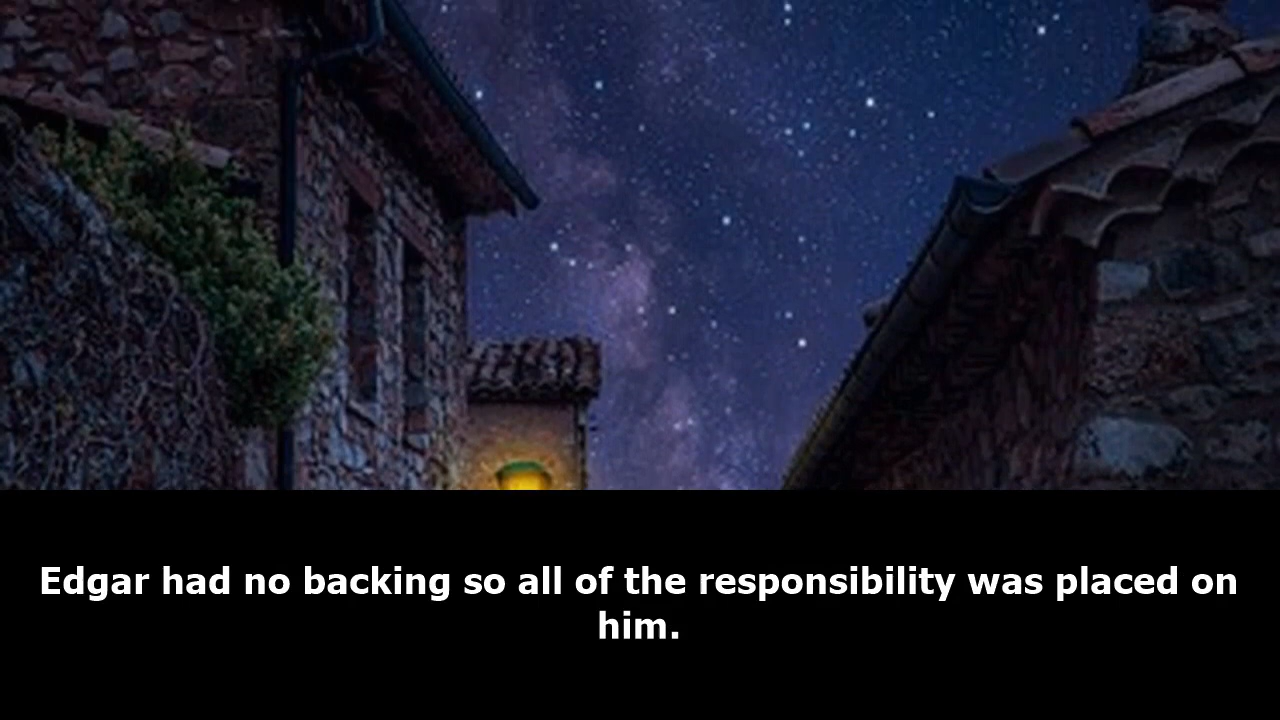 Edgar had no backing so all of the responsibility was placed on
him.